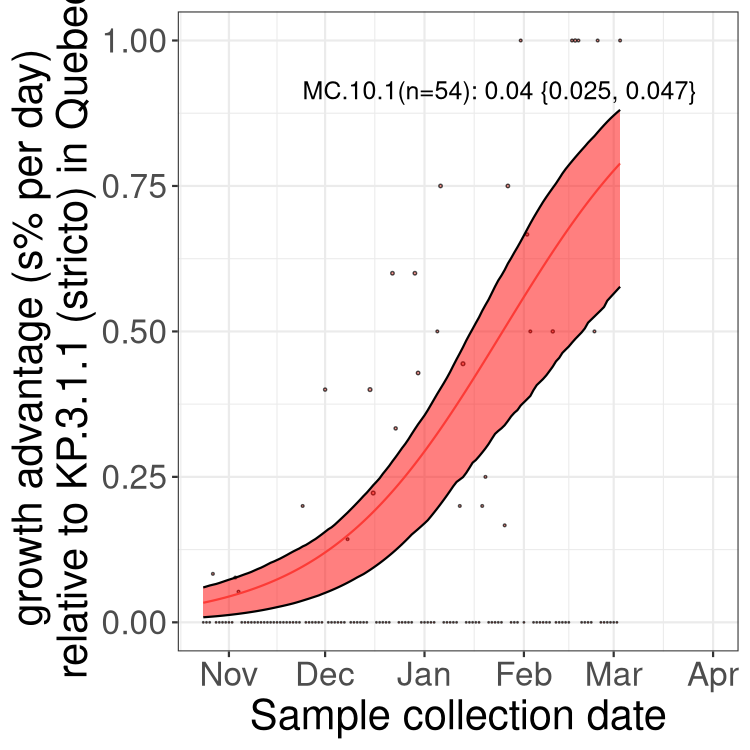 growth advantage (s% per day)
relative to KP.3.1.1 (stricto) in Quebec
1.00
0.75
0.50
0.25
0.00
MC.10.1(n=54): 0.04 {0.025, 0.047}
Nov Dec Jan Feb Mar Apr
Sample collection date